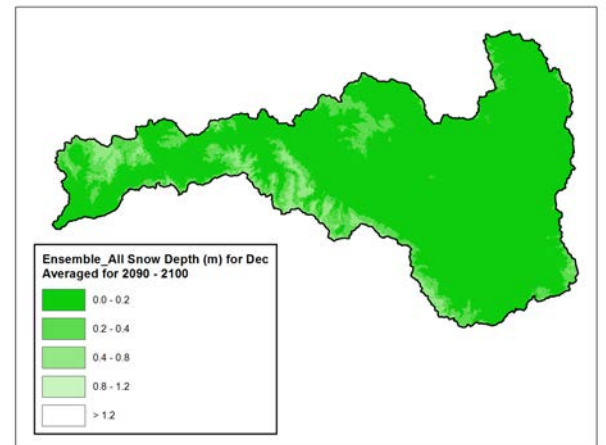 Ensemble_All Snow Depth (m) for Dec
Averaged for 2090 - 2100
0.0 - 0.2
0.2 - 0.4
0.4 - 0.8
0.8 - 1.2
> 1.2